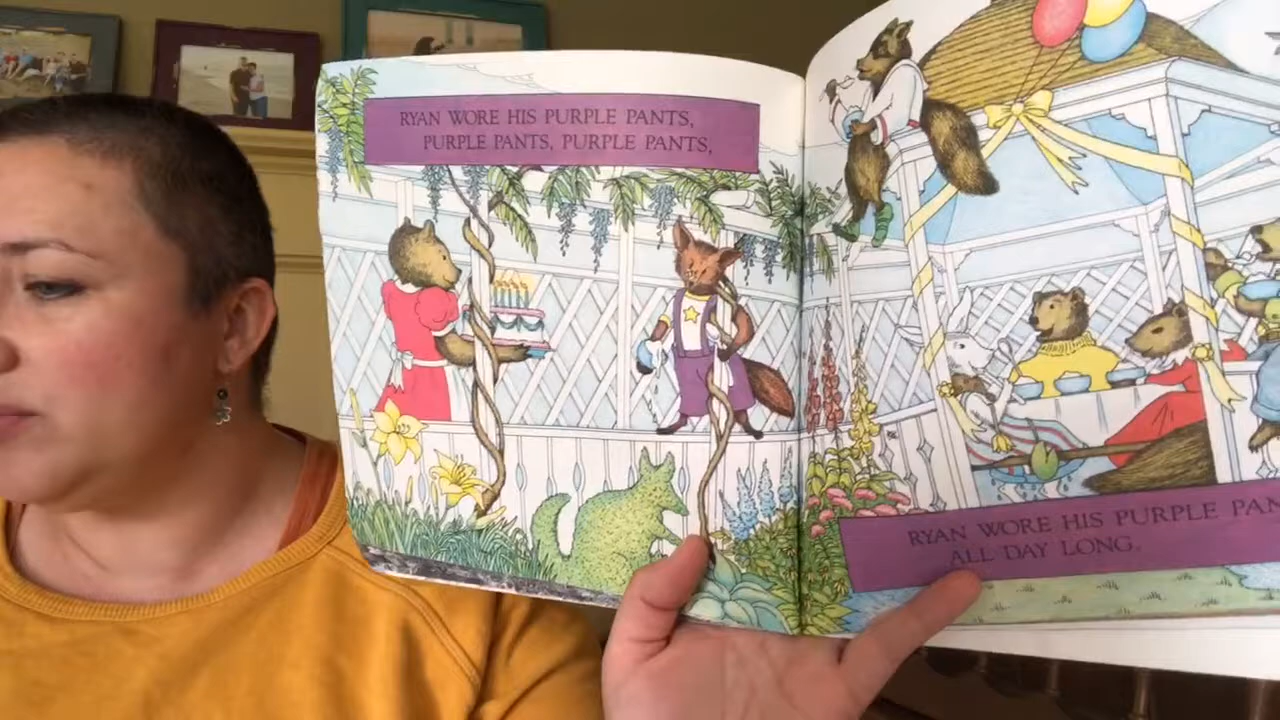 RYAN WORE HIS PURPLE PANTS,
PURPLE PANTS, PURPLE PANTS,
RYAN WORE HIS PURPLE
ALL DAY LONG.